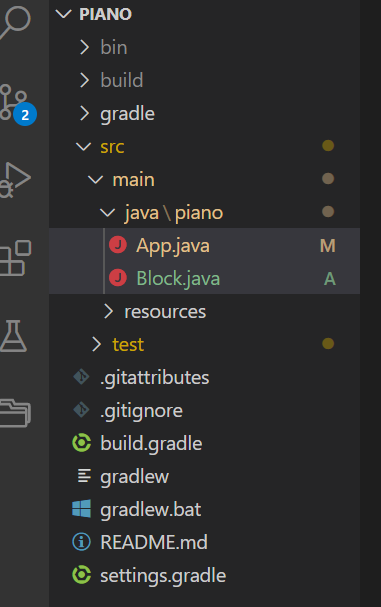 PIANO
bin
build
gradle
2
src
main
java\piano
App.java M
Block.java A
resources
test
.gitattributes
.gitignore
build.gradle
gradlew
gradlew.bat
README.md
settings.gradle